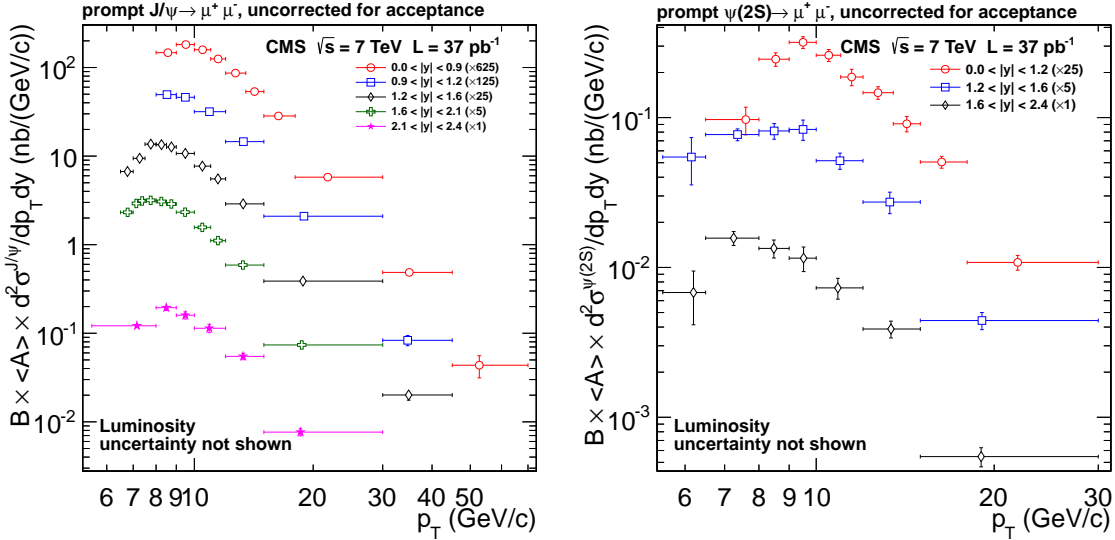 prompt J/ψ→ μ⁺ μ⁻, uncorrected for acceptance
CMS √s = 7 TeV L = 37 pb⁻¹
0.0 < |y| < 0.9 (×625)
0.9 < |y| < 1.2 (×125)
1.2 < |y| < 1.6 (×25)
1.6 < |y| < 2.1 (×5)
2.1 < |y| < 2.4 (×1)
B × <A> × d²σ^{J/ψ}/dp_T dy (nb/(GeV/c))
10²
10
1
10⁻¹
10⁻²
Luminosity
uncertainty not shown
6 7 8 9 10 20 30 40 50
p_T (GeV/c)
prompt ψ(2S)→ μ⁺ μ⁻, uncorrected for acceptance
CMS √s = 7 TeV L = 37 pb⁻¹
0.0 < |y| < 1.2 (×25)
1.2 < |y| < 1.6 (×5)
1.6 < |y| < 2.4 (×1)
B × <A> × d²σ^{ψ(2S)}/dp_T dy (nb/(GeV/c))
10⁻¹
10⁻²
10⁻³
Luminosity
uncertainty not shown
6 7 8 9 10 20 30
p_T (GeV/c)